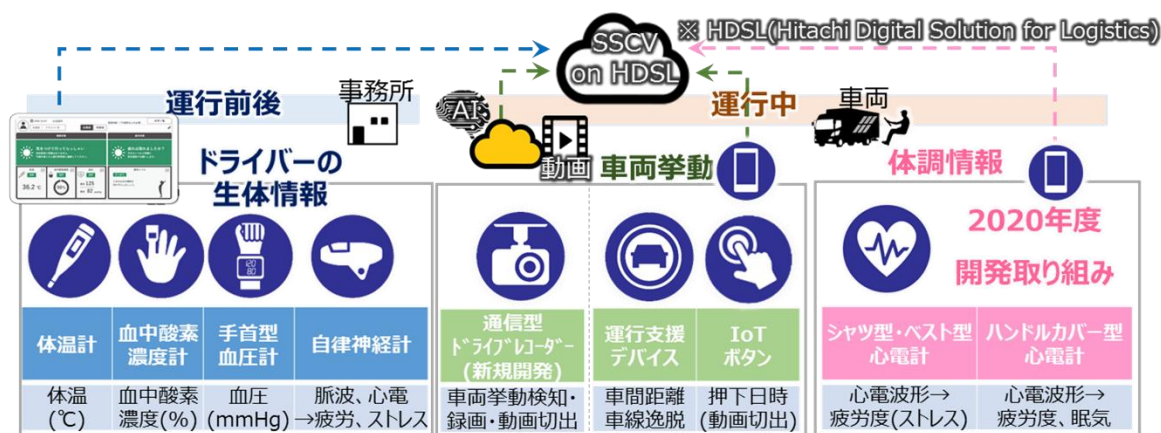 ※ HDSL(Hitachi Digital Solution for Logistics)
SSCV
on HDSL
運行前後
事務所
AI
運行中
車両
動画
車両挙動
体調情報
ドライバーの
生体情報
36.2 ℃
125
82
2020年度
開発取り組み
120
80
体温計
血中酸素
濃度計
手首型
血圧計
自律神経計
通信型
ﾄﾞﾗｲﾌﾞﾚｺｰﾀﾞｰ
(新規開発)
運行支援
デバイス
IoT
ボタン
シャツ型・ベスト型
心電計
ハンドルカバー型
心電計
体温
(℃)
血中酸素
濃度(%)
血圧
(mmHg)
脈波、心電
→疲労、ストレス
車両挙動検知・
録画・動画切出
車間距離
車線逸脱
押下日時
(動画切出)
心電波形→
疲労度(ストレス)
心電波形→
疲労度、眠気